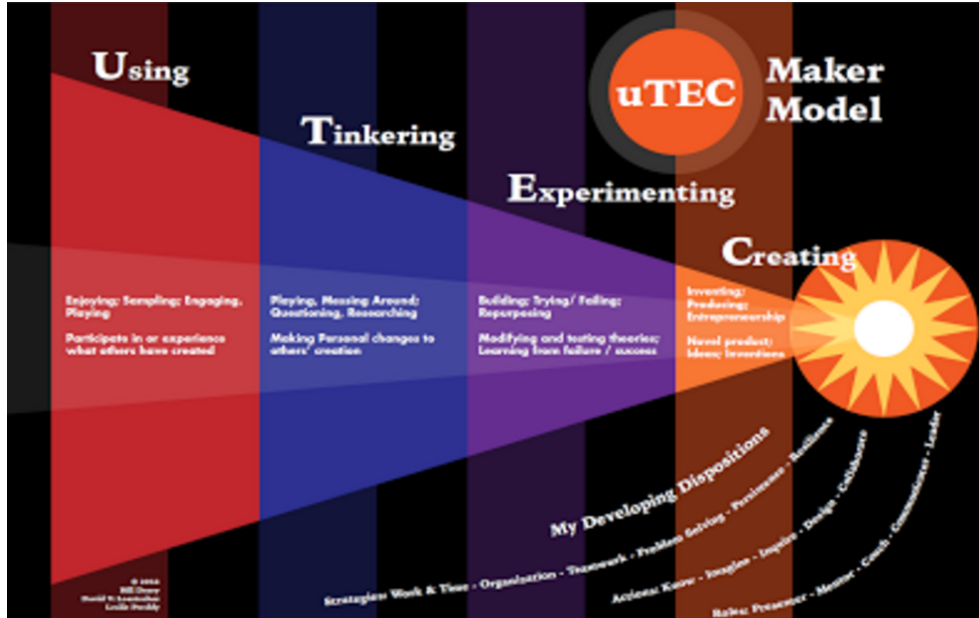 Using
Tinkering
Experimenting
Creating
uTEC
Maker
Model
Enjoying; Sampling; Engaging,
Playing
Participate in or experience
what others have created
Playing, Messing Around;
Questioning, Researching
Making Personal changes to
others' creation
Building; Trying/ Failing;
Repurposing
Modifying and testing theories;
Learning from failure / success
Inventing;
Producing;
Entrepreneurship
Novel product;
Ideas; Inventions
My Developing Dispositions
Strategies: Work & Time - Organization - Teamwork - Problem Solving - Persistence - Resilience
Actions: Know - Imagine - Inquire - Design - Collaborate
Roles: Presenter - Mentor - Coach - Communicator - Leader
David V. Loertscher